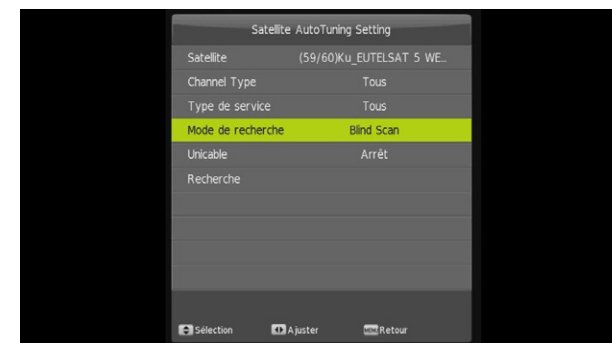 Satellite AutoTuning Setting
Satellite (59/60)Ku_EUTELSAT 5 WE...
Channel Type Tous
Type de service Tous
Mode de recherche Blind Scan
Unicable Arrêt
Recherche
Sélection Ajuster MENU Retour